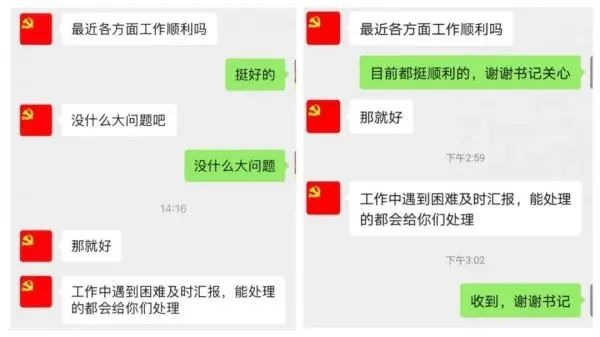 最近各方面工作顺利吗
挺好的
没什么大问题吧
没什么大问题
14:16
那就好
工作中遇到困难及时汇报，能处理
的都会给你们处理
最近各方面工作顺利吗
目前都挺顺利的，谢谢书记关心
那就好
下午2:59
工作中遇到困难及时汇报，能处理
的都会给你们处理
下午3:02
收到，谢谢书记